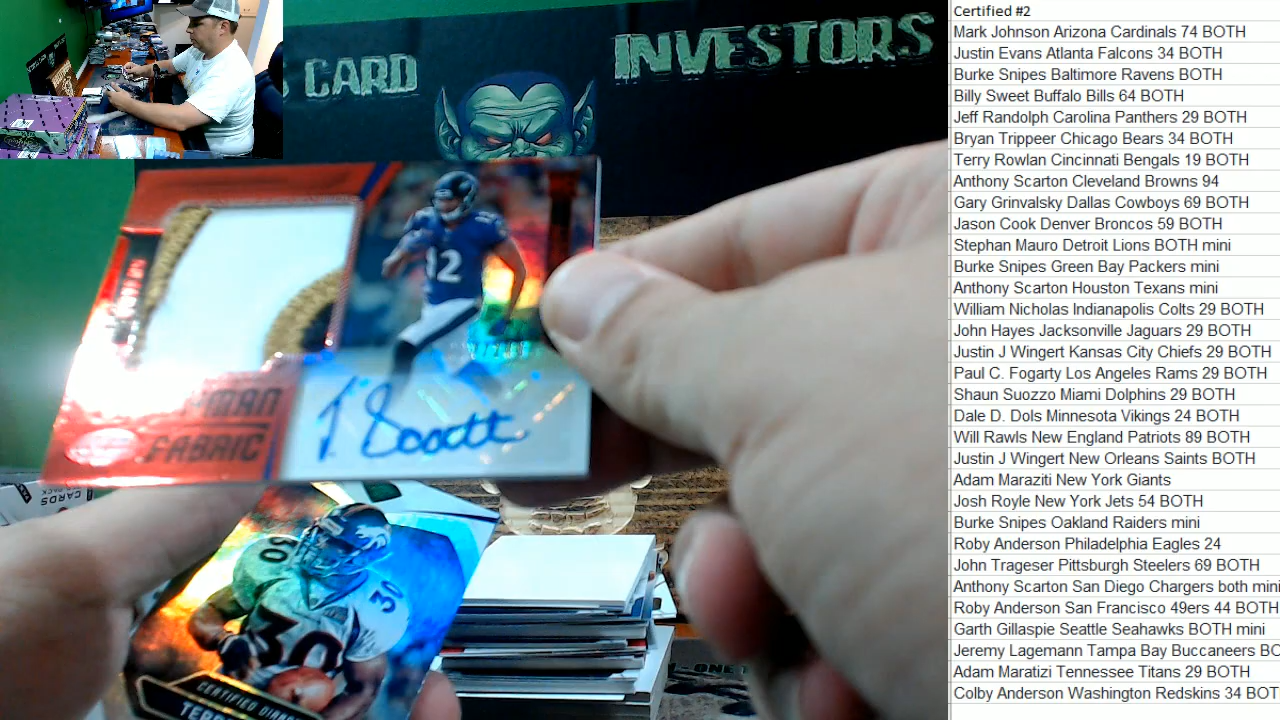 CARD INVESTORS
12
FABRIC
J Scott
30
30
CERTIFIED
TERR
CARDS
Certified #2
Mark Johnson Arizona Cardinals 74 BOTH
Justin Evans Atlanta Falcons 34 BOTH
Burke Snipes Baltimore Ravens BOTH
Billy Sweet Buffalo Bills 64 BOTH
Jeff Randolph Carolina Panthers 29 BOTH
Bryan Trippeer Chicago Bears 34 BOTH
Terry Rowlan Cincinnati Bengals 19 BOTH
Anthony Scarton Cleveland Browns 94
Gary Grinvalsky Dallas Cowboys 69 BOTH
Jason Cook Denver Broncos 59 BOTH
Stephan Mauro Detroit Lions BOTH mini
Burke Snipes Green Bay Packers mini
Anthony Scarton Houston Texans mini
William Nicholas Indianapolis Colts 29 BOTH
John Hayes Jacksonville Jaguars 29 BOTH
Justin J Wingert Kansas City Chiefs 29 BOTH
Paul C. Fogarty Los Angeles Rams 29 BOTH
Shaun Suozzo Miami Dolphins 29 BOTH
Dale D. Dols Minnesota Vikings 24 BOTH
Will Rawls New England Patriots 89 BOTH
Justin J Wingert New Orleans Saints BOTH
Adam Maraziti New York Giants
Josh Royle New York Jets 54 BOTH
Burke Snipes Oakland Raiders mini
Roby Anderson Philadelphia Eagles 24
John Trageser Pittsburgh Steelers 69 BOTH
Anthony Scarton San Diego Chargers both mini
Roby Anderson San Francisco 49ers 44 BOTH
Garth Gillaspie Seattle Seahawks BOTH mini
Jeremy Lagemann Tampa Bay Buccaneers BO
Adam Maratizi Tennessee Titans 29 BOTH
Colby Anderson Washington Redskins 34 BOT